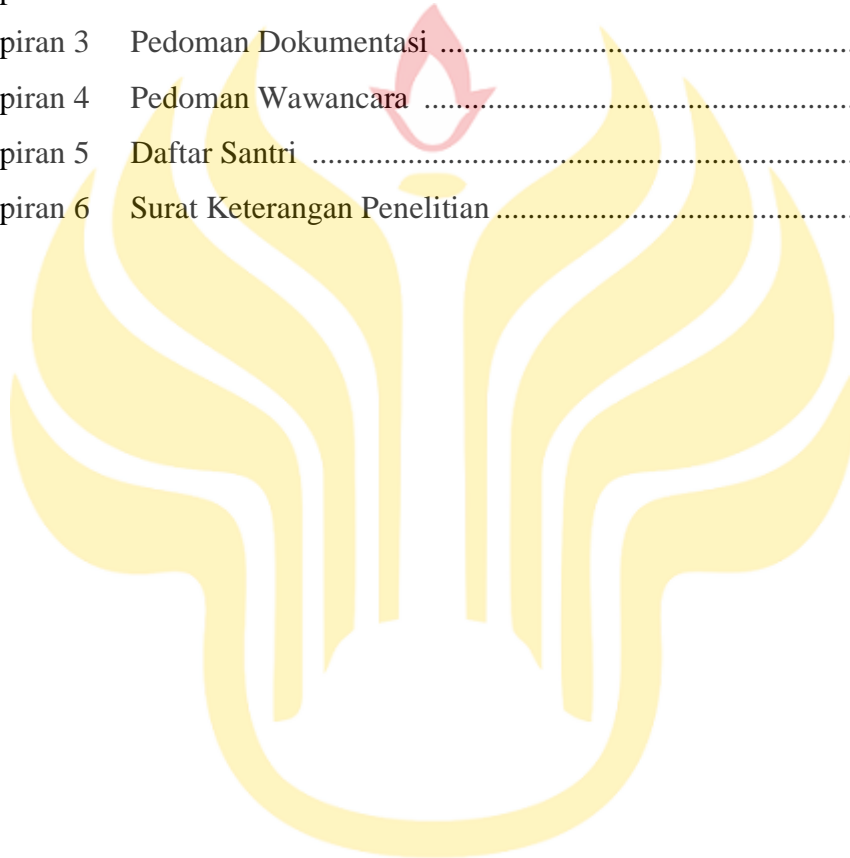 piran 3 Pedoman Dokumentasi ....................................................
piran 4 Pedoman Wawancara ......................................................
piran 5 Daftar Santri ....................................................................
piran 6 Surat Keterangan Penelitian .............................................